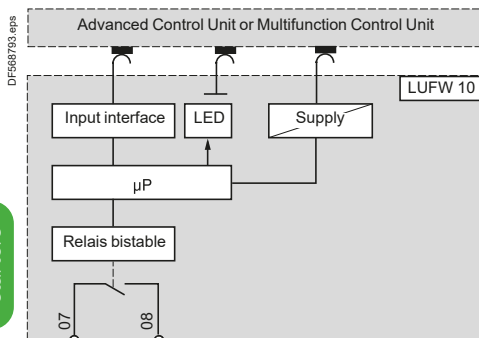 DF568793.eps
Advanced Control Unit or Multifunction Control Unit
LUFW 10
Input interface
LED
Supply
µP
Relais bistable
07
08